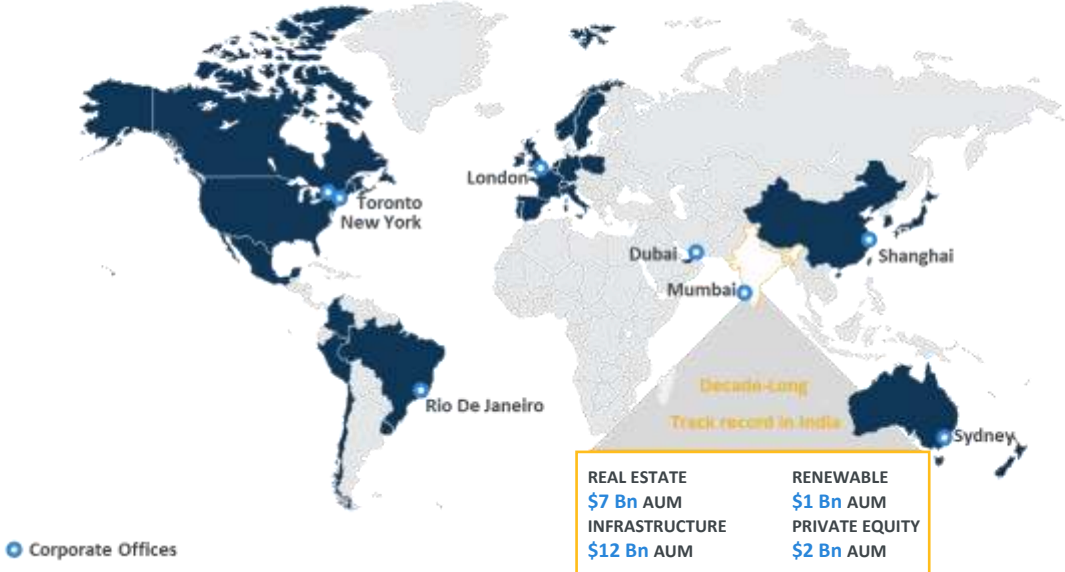 London
Toronto
New York
Dubai
Shanghai
Mumbai
Decade-Long
Rio De Janeiro
Track record in India
Sydney
REAL ESTATE
$7 Bn AUM
RENEWABLE
$1 Bn AUM
INFRASTRUCTURE
$12 Bn AUM
PRIVATE EQUITY
$2 Bn AUM
Corporate Offices